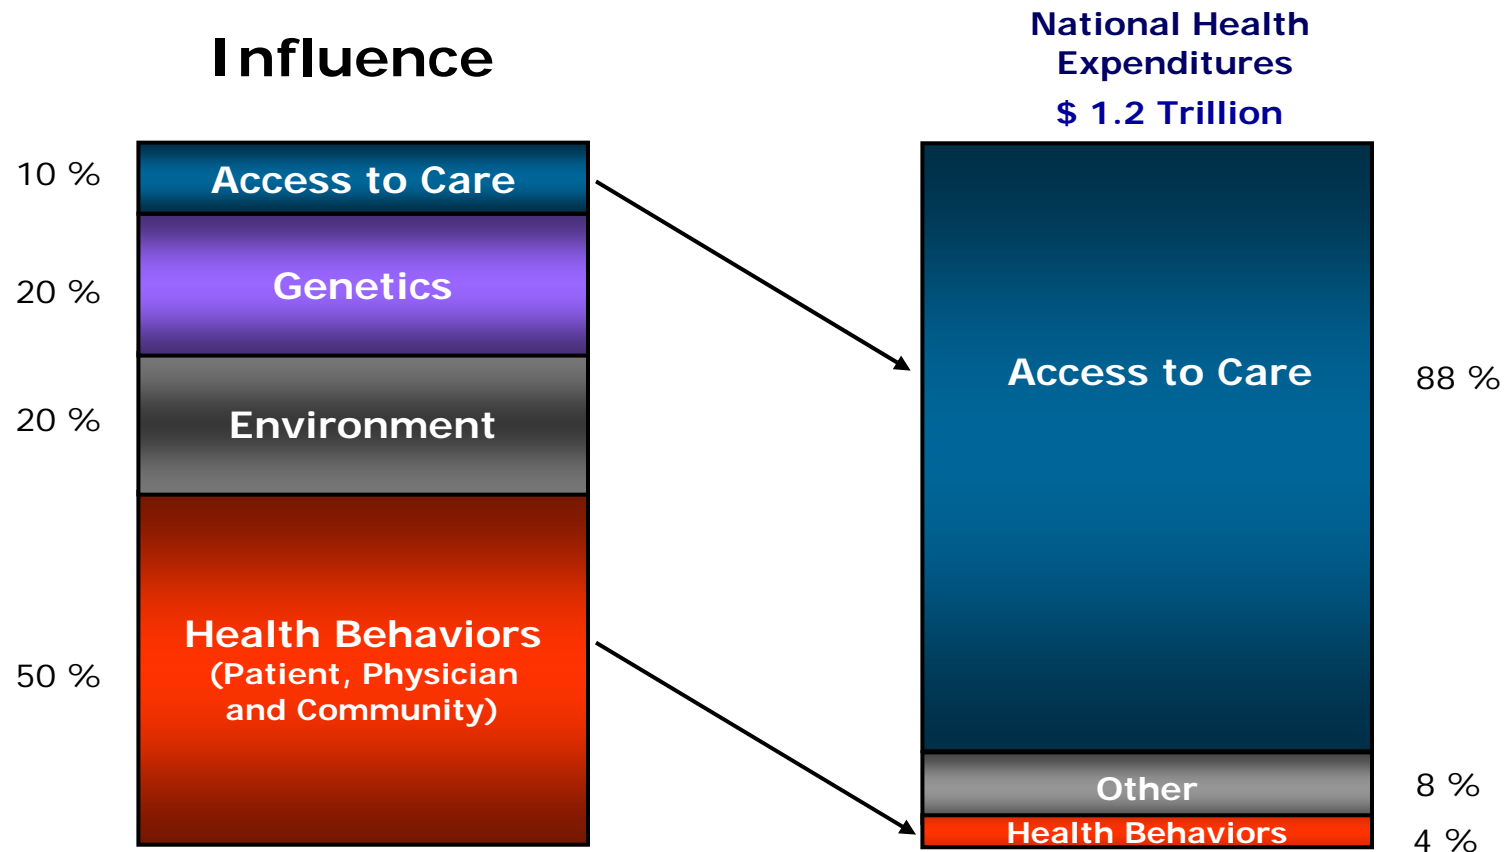 Influence
10 %
Access to Care
20 %
Genetics
20 %
Environment
50 %
Health Behaviors
(Patient, Physician
and Community)
National Health
Expenditures
$ 1.2 Trillion
Access to Care
88 %
Other
8 %
Health Behaviors
4 %